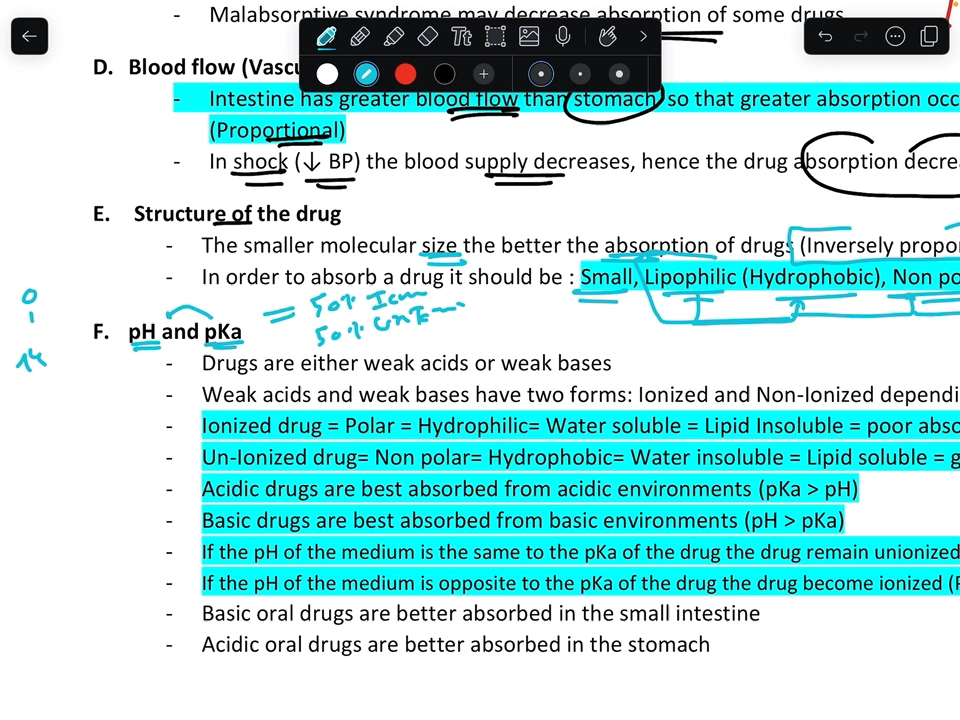 - Malabsorptive syndrome may decrease absorption of some drugs
Tt
D. Blood flow (Vascu
- Intestine has greater blood flow than stomach so that greater absorption occ
(Proportional)
- In shock (↓ BP) the blood supply decreases, hence the drug absorption decre
E. Structure of the drug
- The smaller molecular size the better the absorption of drugs (Inversely propo
- In order to absorb a drug it should be : Small, Lipophilic (Hydrophobic), Non po
0
14
= 50%
50%
F. pH and pKa
- Drugs are either weak acids or weak bases
- Weak acids and weak bases have two forms: Ionized and Non-Ionized dependi
- Ionized drug = Polar = Hydrophilic= Water soluble = Lipid Insoluble = poor abso
- Un-Ionized drug= Non polar= Hydrophobic= Water insoluble = Lipid soluble = g
- Acidic drugs are best absorbed from acidic environments (pKa > pH)
- Basic drugs are best absorbed from basic environments (pH > pKa)
- If the pH of the medium is the same to the pKa of the drug the drug remain unionized
- If the pH of the medium is opposite to the pKa of the drug the drug become ionized (P
- Basic oral drugs are better absorbed in the small intestine
- Acidic oral drugs are better absorbed in the stomach